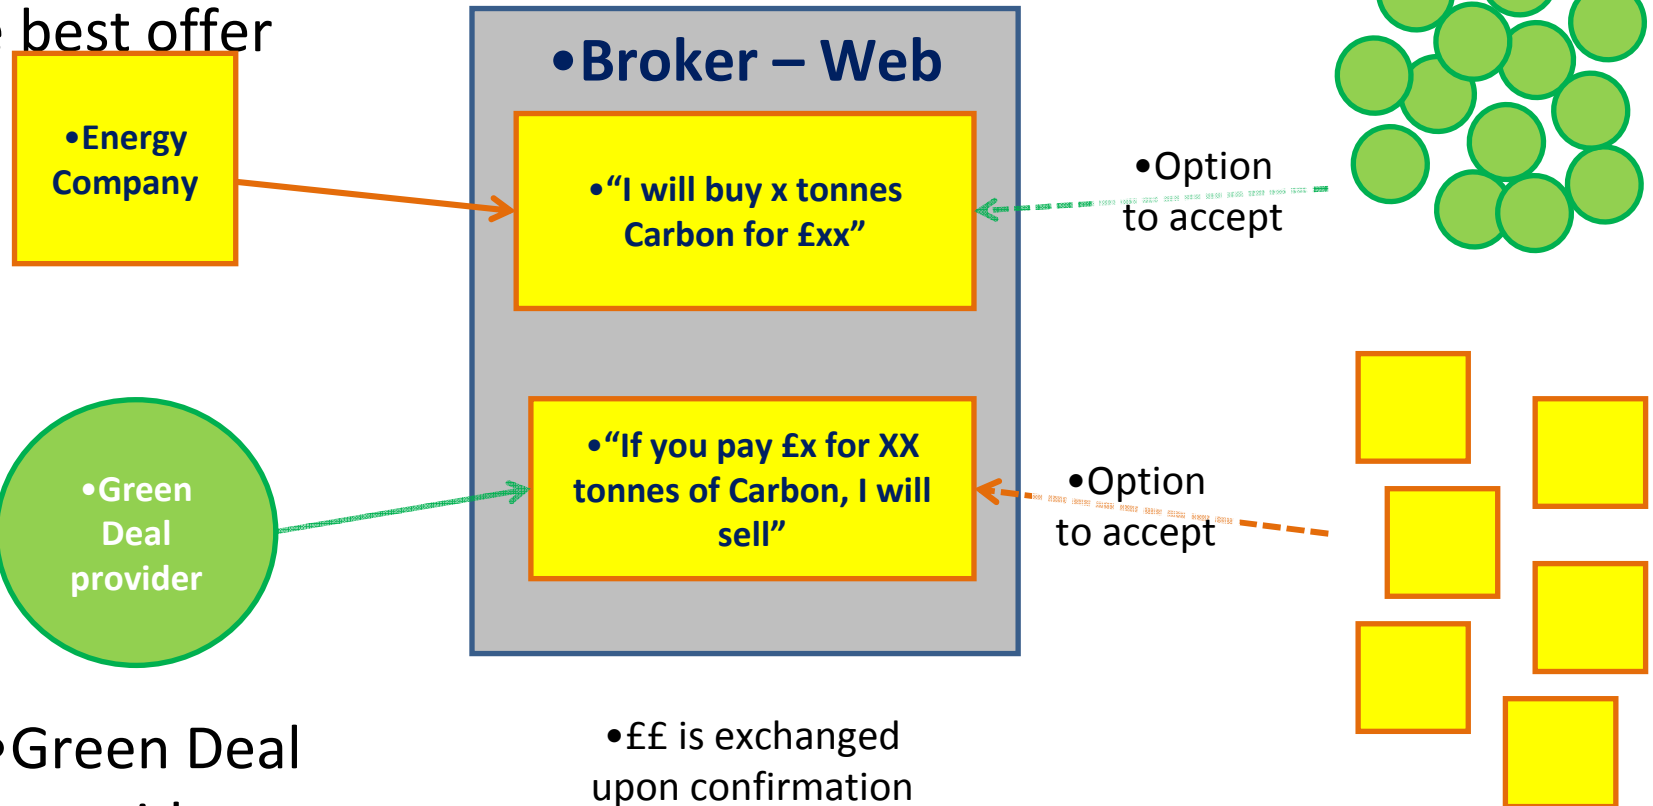 best offer
•Energy
Company
•Broker – Web
•“I will buy x tonnes
Carbon for £xx”
•Option
to accept
•Green
Deal
provider
•“If you pay £x for XX
tonnes of Carbon, I will
sell”
•Option
to accept
•Green Deal
•££ is exchanged
upon confirmation